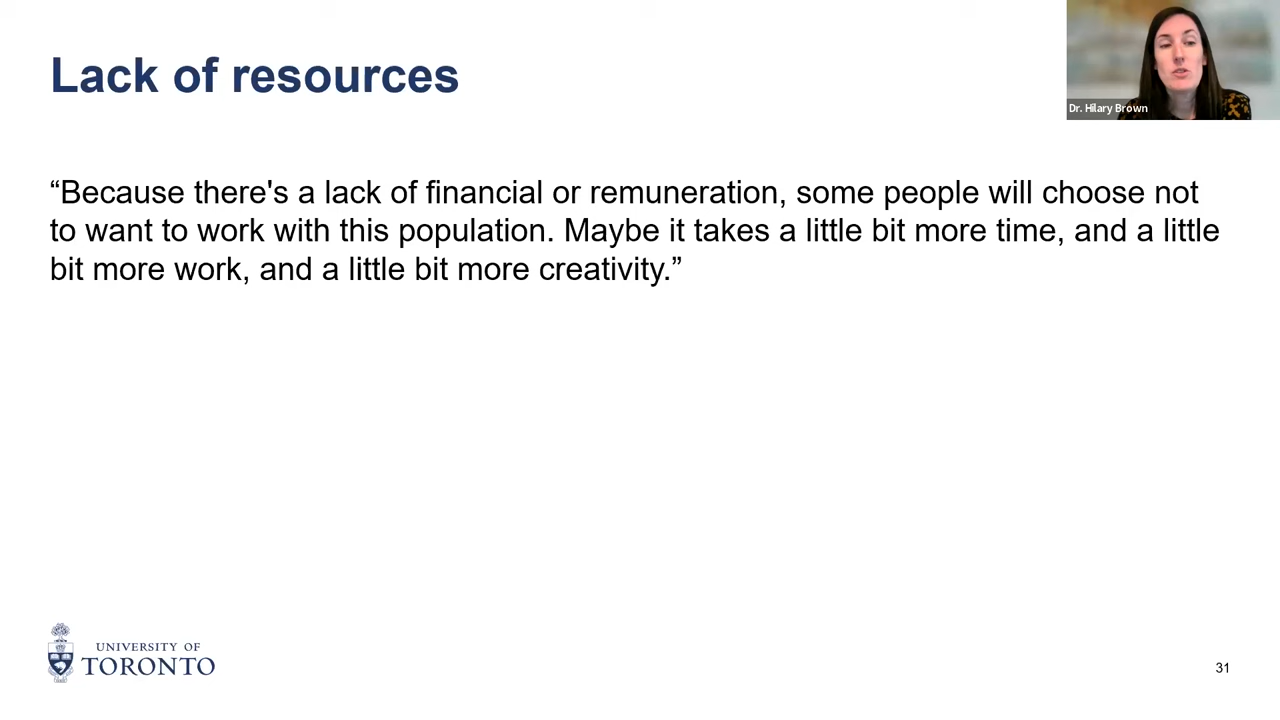 Lack of resources
Dr. Hilary Brown
“Because there's a lack of financial or remuneration, some people will choose not
to want to work with this population. Maybe it takes a little bit more time, and a little
bit more work, and a little bit more creativity.”
UNIVERSITY OF
TORONTO
31